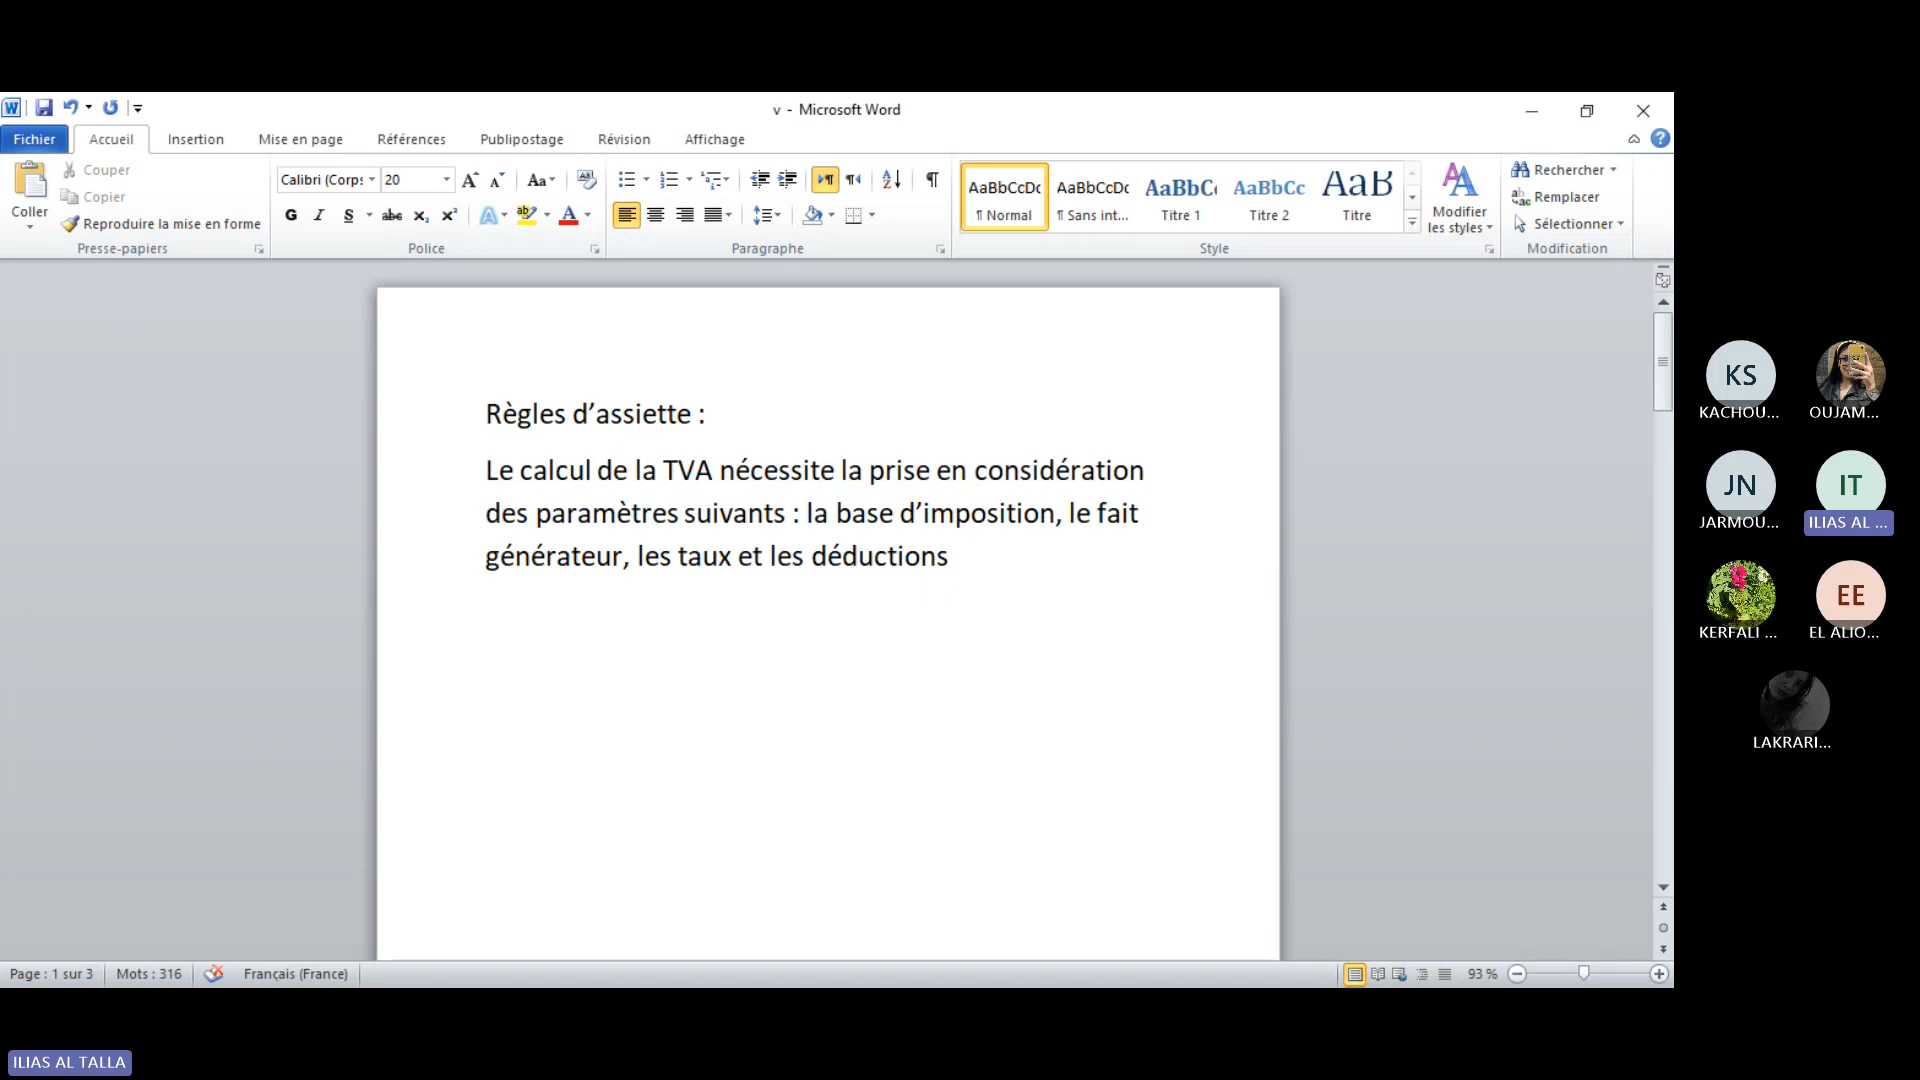 v - Microsoft Word
Fichier Accueil Insertion Mise en page Références Publipostage Révision Affichage
Coller
Couper
Copier
Reproduire la mise en forme
Presse-papiers
Calibri (Corps 20
Aa
G I S abc x₂ x² A ab A
Police
Paragraphe
AaBbCcDc AaBbCcDc AaBbC AaBbCc AaB
¶ Normal ¶ Sans int... Titre 1 Titre 2 Titre
Style
Modifier
les styles
Rechercher
Remplacer
Sélectionner
Modification
Règles d’assiette :
Le calcul de la TVA nécessite la prise en considération
des paramètres suivants : la base d’imposition, le fait
générateur, les taux et les déductions
Page : 1 sur 3 Mots : 316 Français (France) 93 %
KS
KACHOU...
OUJAM...
JN
JARMOU...
IT
ILIAS AL ...
KERFALI ...
EE
EL ALIO...
LAKRARI...
ILIAS AL TALLA